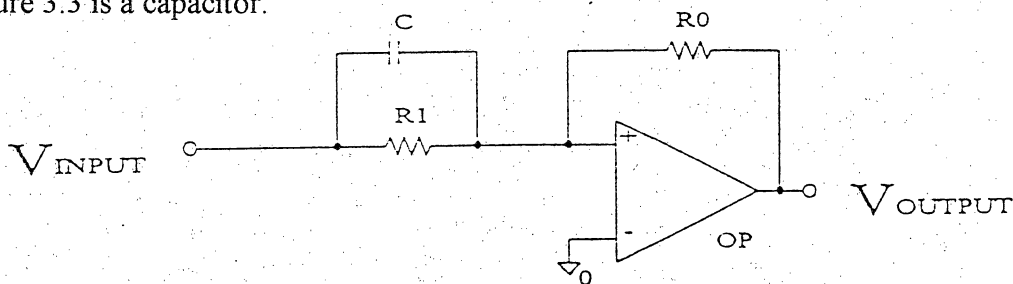 ure 3.3 is a capacitor.
C
R0
R1
+
VINPUT
VOUTPUT
-
OP
0